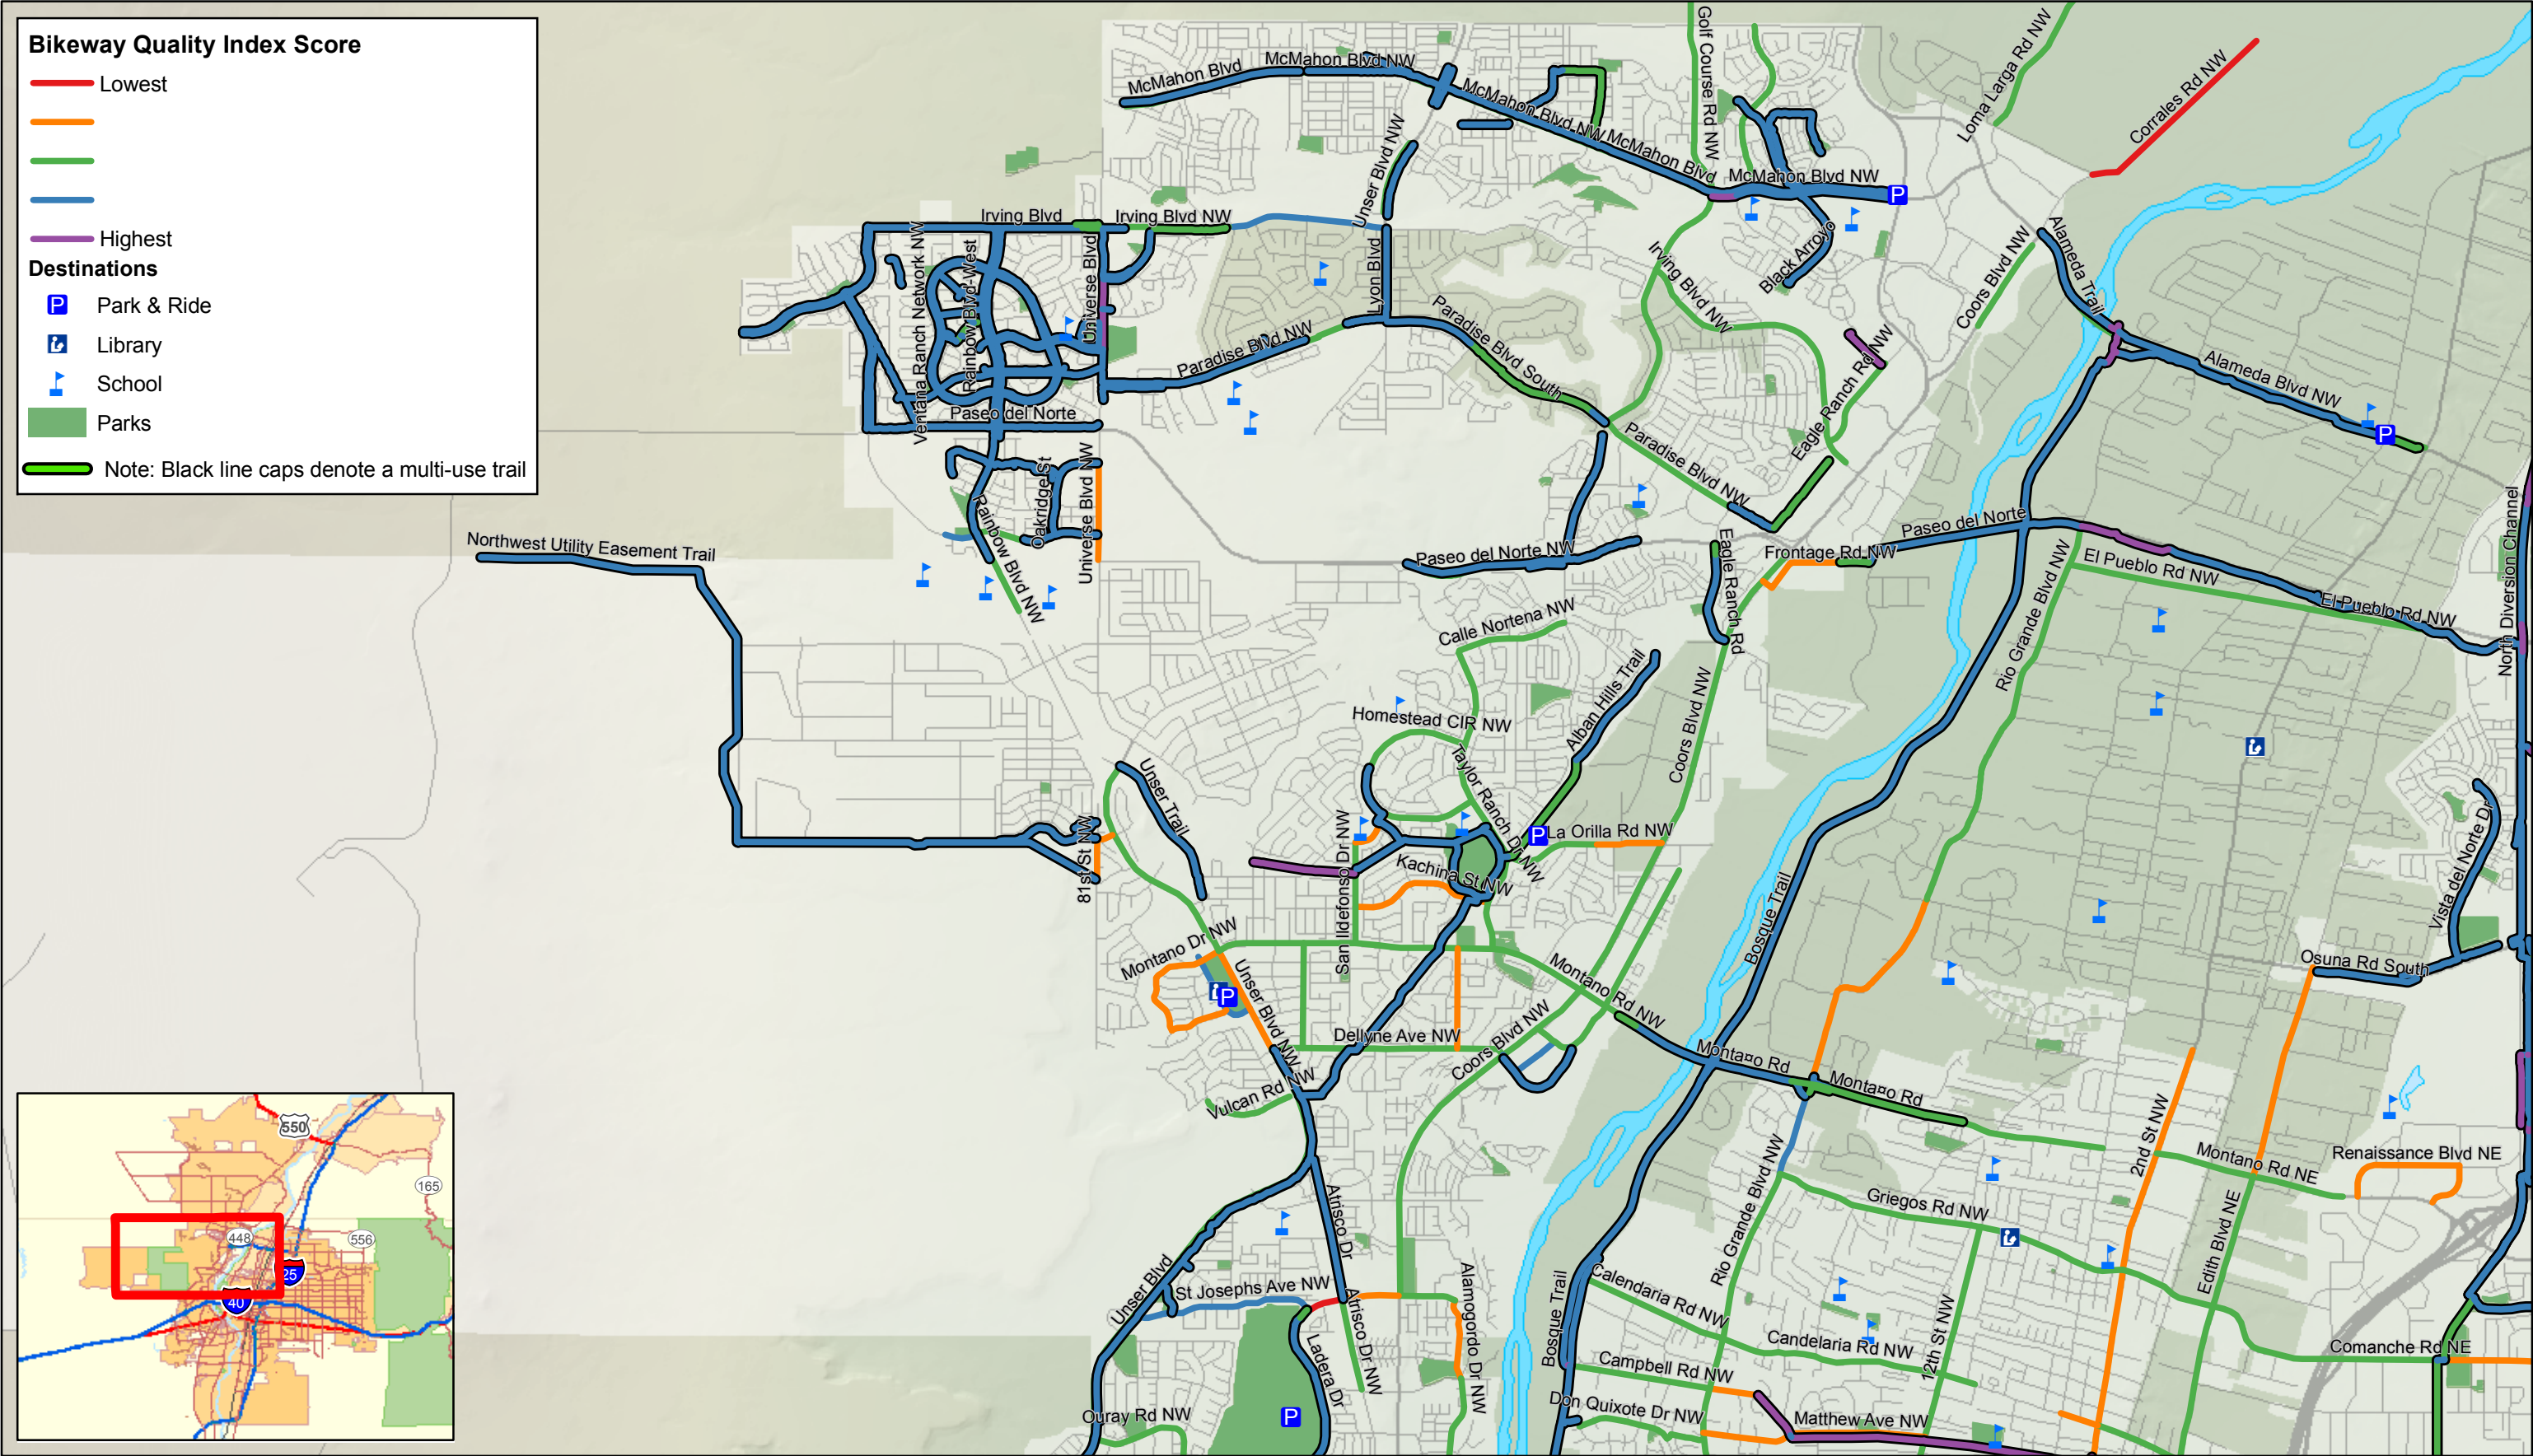 Bikeway Quality Index Score
Lowest
Highest
Destinations
P Park & Ride
Library
School
Parks
Note: Black line caps denote a multi-use trail
McMahon Blvd
McMahon Blvd NW
McMahon Blvd NW
McMahon Blvd
McMahon Blvd NW
Golf Course Rd NW
Loma Larga Rd NW
Corrales Rd NW
P
Unser Blvd NW
Irving Blvd
Irving Blvd NW
Ventana Ranch Network NW
Rainbow Blvd-West
Universe Blvd
Lyon Blvd
Black Arroyo
Irving Blvd NW
Coors Blvd NW
Alameda Trail
Paradise Blvd NW
Paradise Blvd South
Eagle Ranch Rd NW
Alameda Blvd NW
P
Paseo del Norte
Paradise Blvd NW
Oakridge St
Universe Blvd NW
Rainbow Blvd NW
Northwest Utility Easement Trail
Paseo del Norte NW
Eagle Ranch Rd
Frontage Rd NW
Paseo del Norte
El Pueblo Rd NW
El Pueblo Rd NW
North Diversion Channel
Rio Grande Blvd NW
Calle Nortena NW
Alban Hills Trail
Coors Blvd NW
Homestead CIR NW
Taylor Ranch Dr NW
Unser Trail
81st St NW
San Ildefonso Dr NW
P
La Orilla Rd NW
Kachina St NW
Vista del Norte Dr
Bosque Trail
Montano Dr NW
Osuna Rd South
P
Unser Blvd NW
Montano Rd NW
Dellyne Ave NW
Coors Blvd NW
Vulcan Rd NW
Monta¤o Rd
Monta¤o Rd
2nd St NW
Montano Rd NE
Renaissance Blvd NE
Rio Grande Blvd NW
Griegos Rd NW
Edith Blvd NE
Atrisco Dr
Unser Blvd
St Josephs Ave NW
Atrisco Dr NW
Alamogordo Dr NW
Bosque Trail
Calendaria Rd NW
Candelaria Rd NW
12th St NW
Comanche Rd NE
Ladera Dr
Campbell Rd NW
Don Quixote Dr NW
Matthew Ave NW
Ouray Rd NW
P
550
165
448
556
25
40